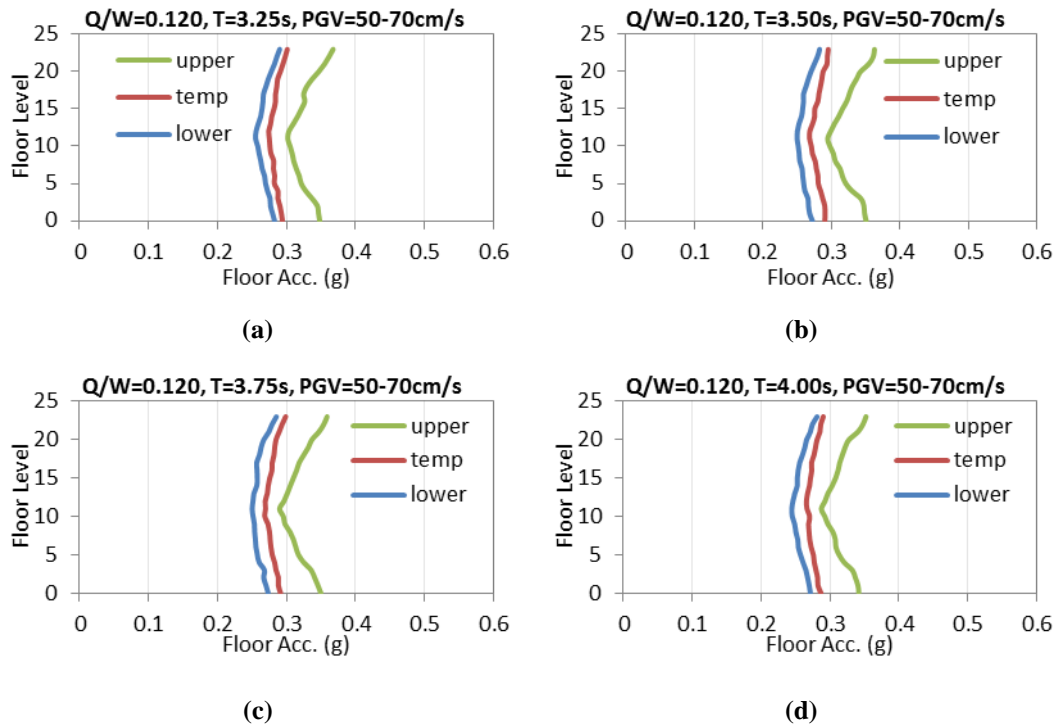 Q/W=0.120, T=3.25s, PGV=50-70cm/s
25
20
15
10
5
0
Floor Level
upper
temp
lower
0 0.1 0.2 0.3 0.4 0.5 0.6
Floor Acc. (g)
(a)
Q/W=0.120, T=3.50s, PGV=50-70cm/s
25
20
15
10
5
0
Floor Level
upper
temp
lower
0 0.1 0.2 0.3 0.4 0.5 0.6
Floor Acc. (g)
(b)
Q/W=0.120, T=3.75s, PGV=50-70cm/s
25
20
15
10
5
0
Floor Level
upper
temp
lower
0 0.1 0.2 0.3 0.4 0.5 0.6
Floor Acc. (g)
(c)
Q/W=0.120, T=4.00s, PGV=50-70cm/s
25
20
15
10
5
0
Floor Level
upper
temp
lower
0 0.1 0.2 0.3 0.4 0.5 0.6
Floor Acc. (g)
(d)